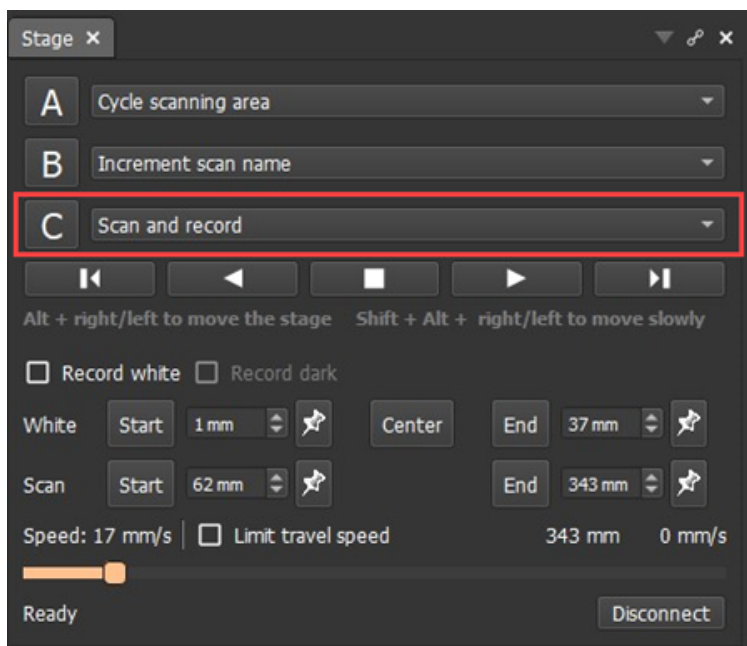 Stage
A Cycle scanning area
B Increment scan name
C Scan and record
Alt + right/left to move the stage Shift + Alt + right/left to move slowly
Record white Record dark
White Start 1 mm Center End 37 mm
Scan Start 62 mm End 343 mm
Speed: 17 mm/s Limit travel speed 343 mm 0 mm/s
Ready Disconnect